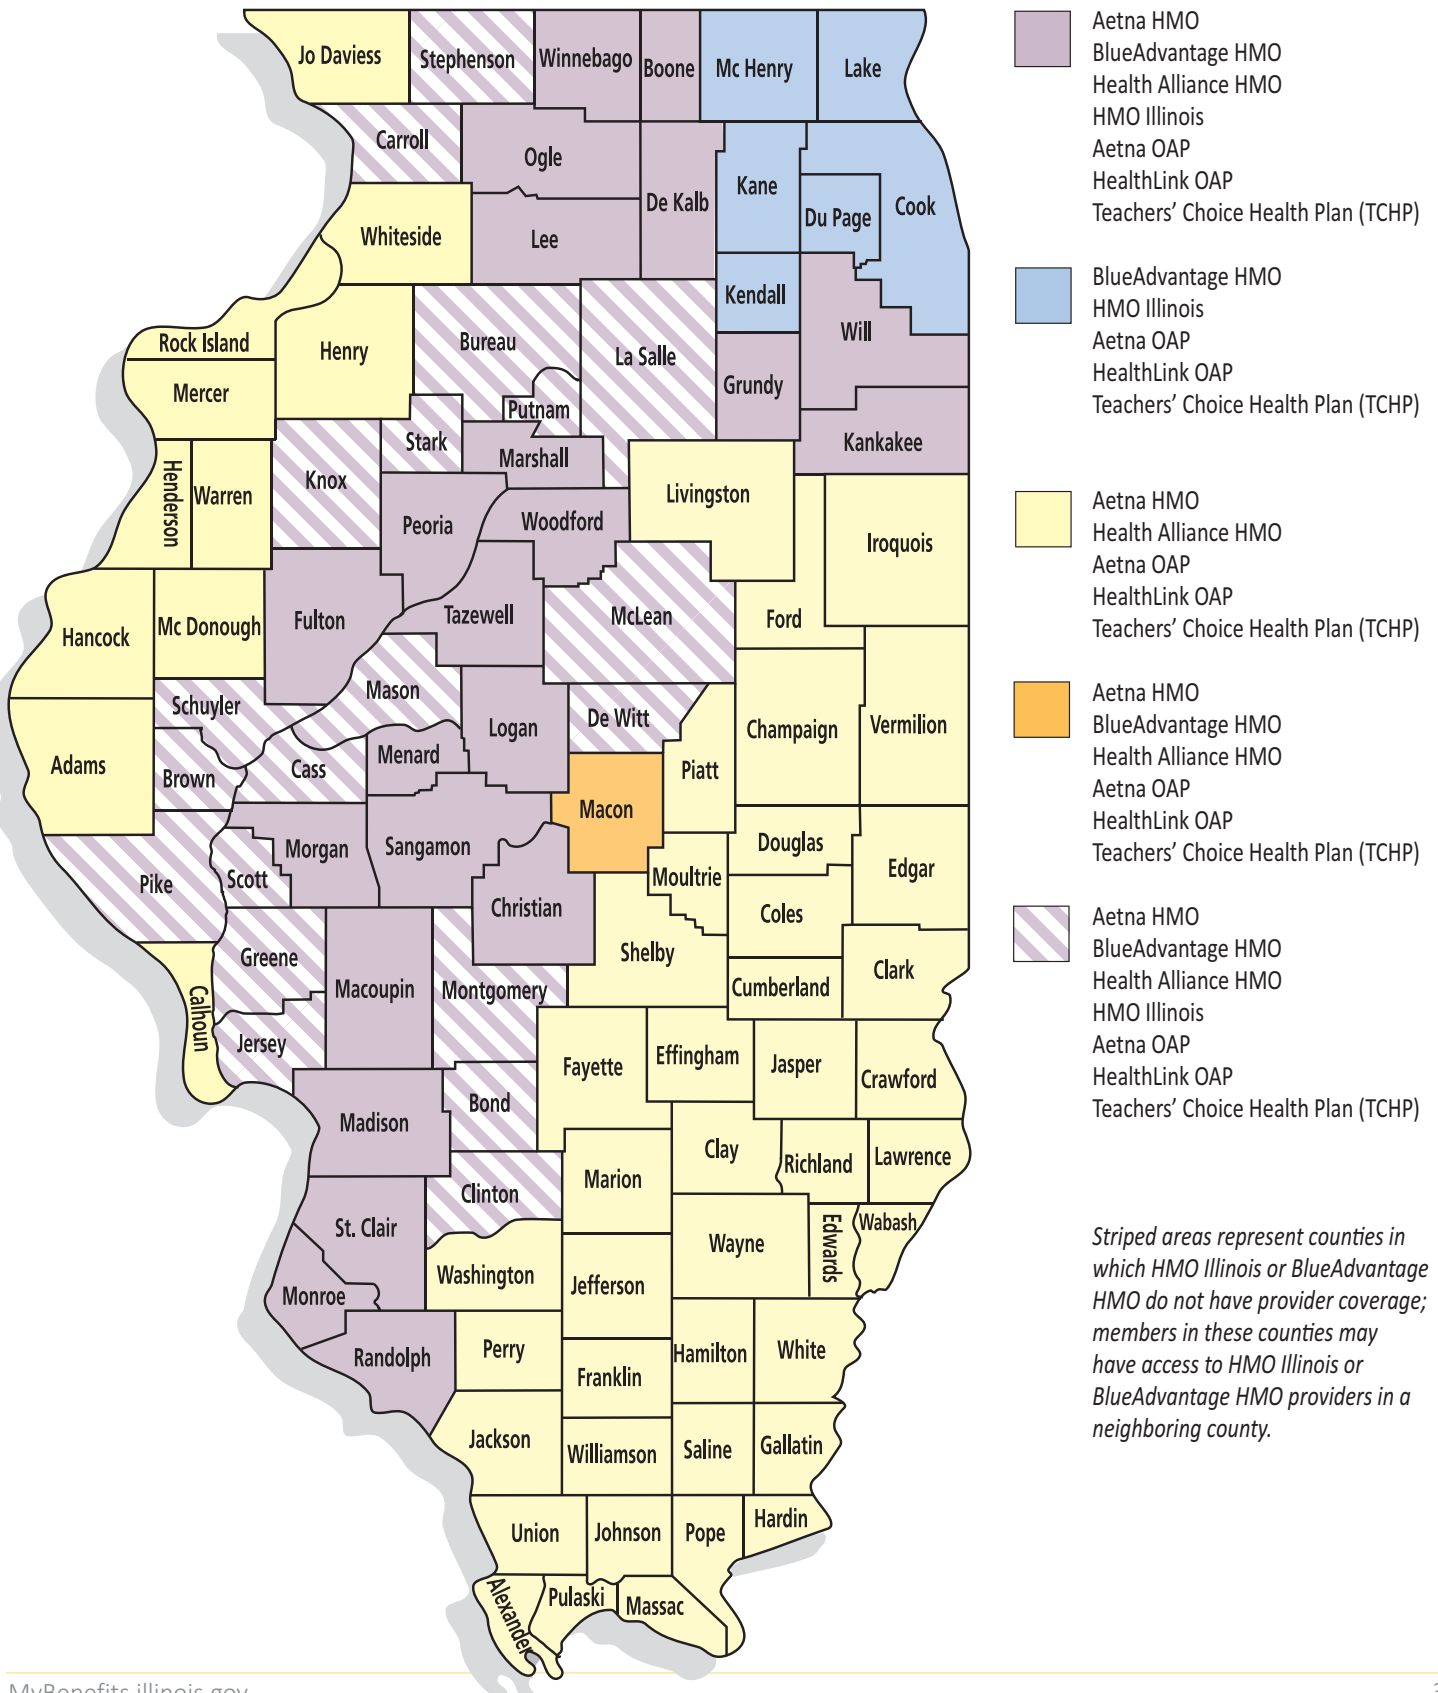 Jo Daviess
Stephenson
Winnebago
Boone
Mc Henry
Lake
Carroll
Ogle
De Kalb
Kane
Du Page
Cook
Whiteside
Lee
Kendall
Will
Rock Island
Henry
Bureau
La Salle
Grundy
Mercer
Putnam
Kankakee
Stark
Marshall
Henderson
Warren
Knox
Livingston
Peoria
Woodford
Iroquois
Hancock
Mc Donough
Fulton
Tazewell
McLean
Ford
Schuyler
Mason
Logan
De Witt
Champaign
Vermilion
Adams
Brown
Cass
Menard
Piatt
Macon
Pike
Scott
Morgan
Sangamon
Christian
Moultrie
Douglas
Edgar
Coles
Shelby
Greene
Macoupin
Montgomery
Cumberland
Clark
Calhoun
Jersey
Fayette
Effingham
Jasper
Crawford
Madison
Bond
Clay
Richland
Lawrence
Marion
Clinton
St. Clair
Wayne
Edwards
Wabash
Washington
Jefferson
Monroe
Randolph
Perry
Hamilton
White
Franklin
Jackson
Williamson
Saline
Gallatin
Union
Johnson
Pope
Hardin
Alexander
Pulaski
Massac
Aetna HMO
BlueAdvantage HMO
Health Alliance HMO
HMO Illinois
Aetna OAP
HealthLink OAP
Teachers’ Choice Health Plan (TCHP)
BlueAdvantage HMO
HMO Illinois
Aetna OAP
HealthLink OAP
Teachers’ Choice Health Plan (TCHP)
Aetna HMO
Health Alliance HMO
Aetna OAP
HealthLink OAP
Teachers’ Choice Health Plan (TCHP)
Aetna HMO
BlueAdvantage HMO
Health Alliance HMO
Aetna OAP
HealthLink OAP
Teachers’ Choice Health Plan (TCHP)
Aetna HMO
BlueAdvantage HMO
Health Alliance HMO
HMO Illinois
Aetna OAP
HealthLink OAP
Teachers’ Choice Health Plan (TCHP)
Striped areas represent counties in
which HMO Illinois or BlueAdvantage
HMO do not have provider coverage;
members in these counties may
have access to HMO Illinois or
BlueAdvantage HMO providers in a
neighboring county.
MyBenefits.illinois.gov